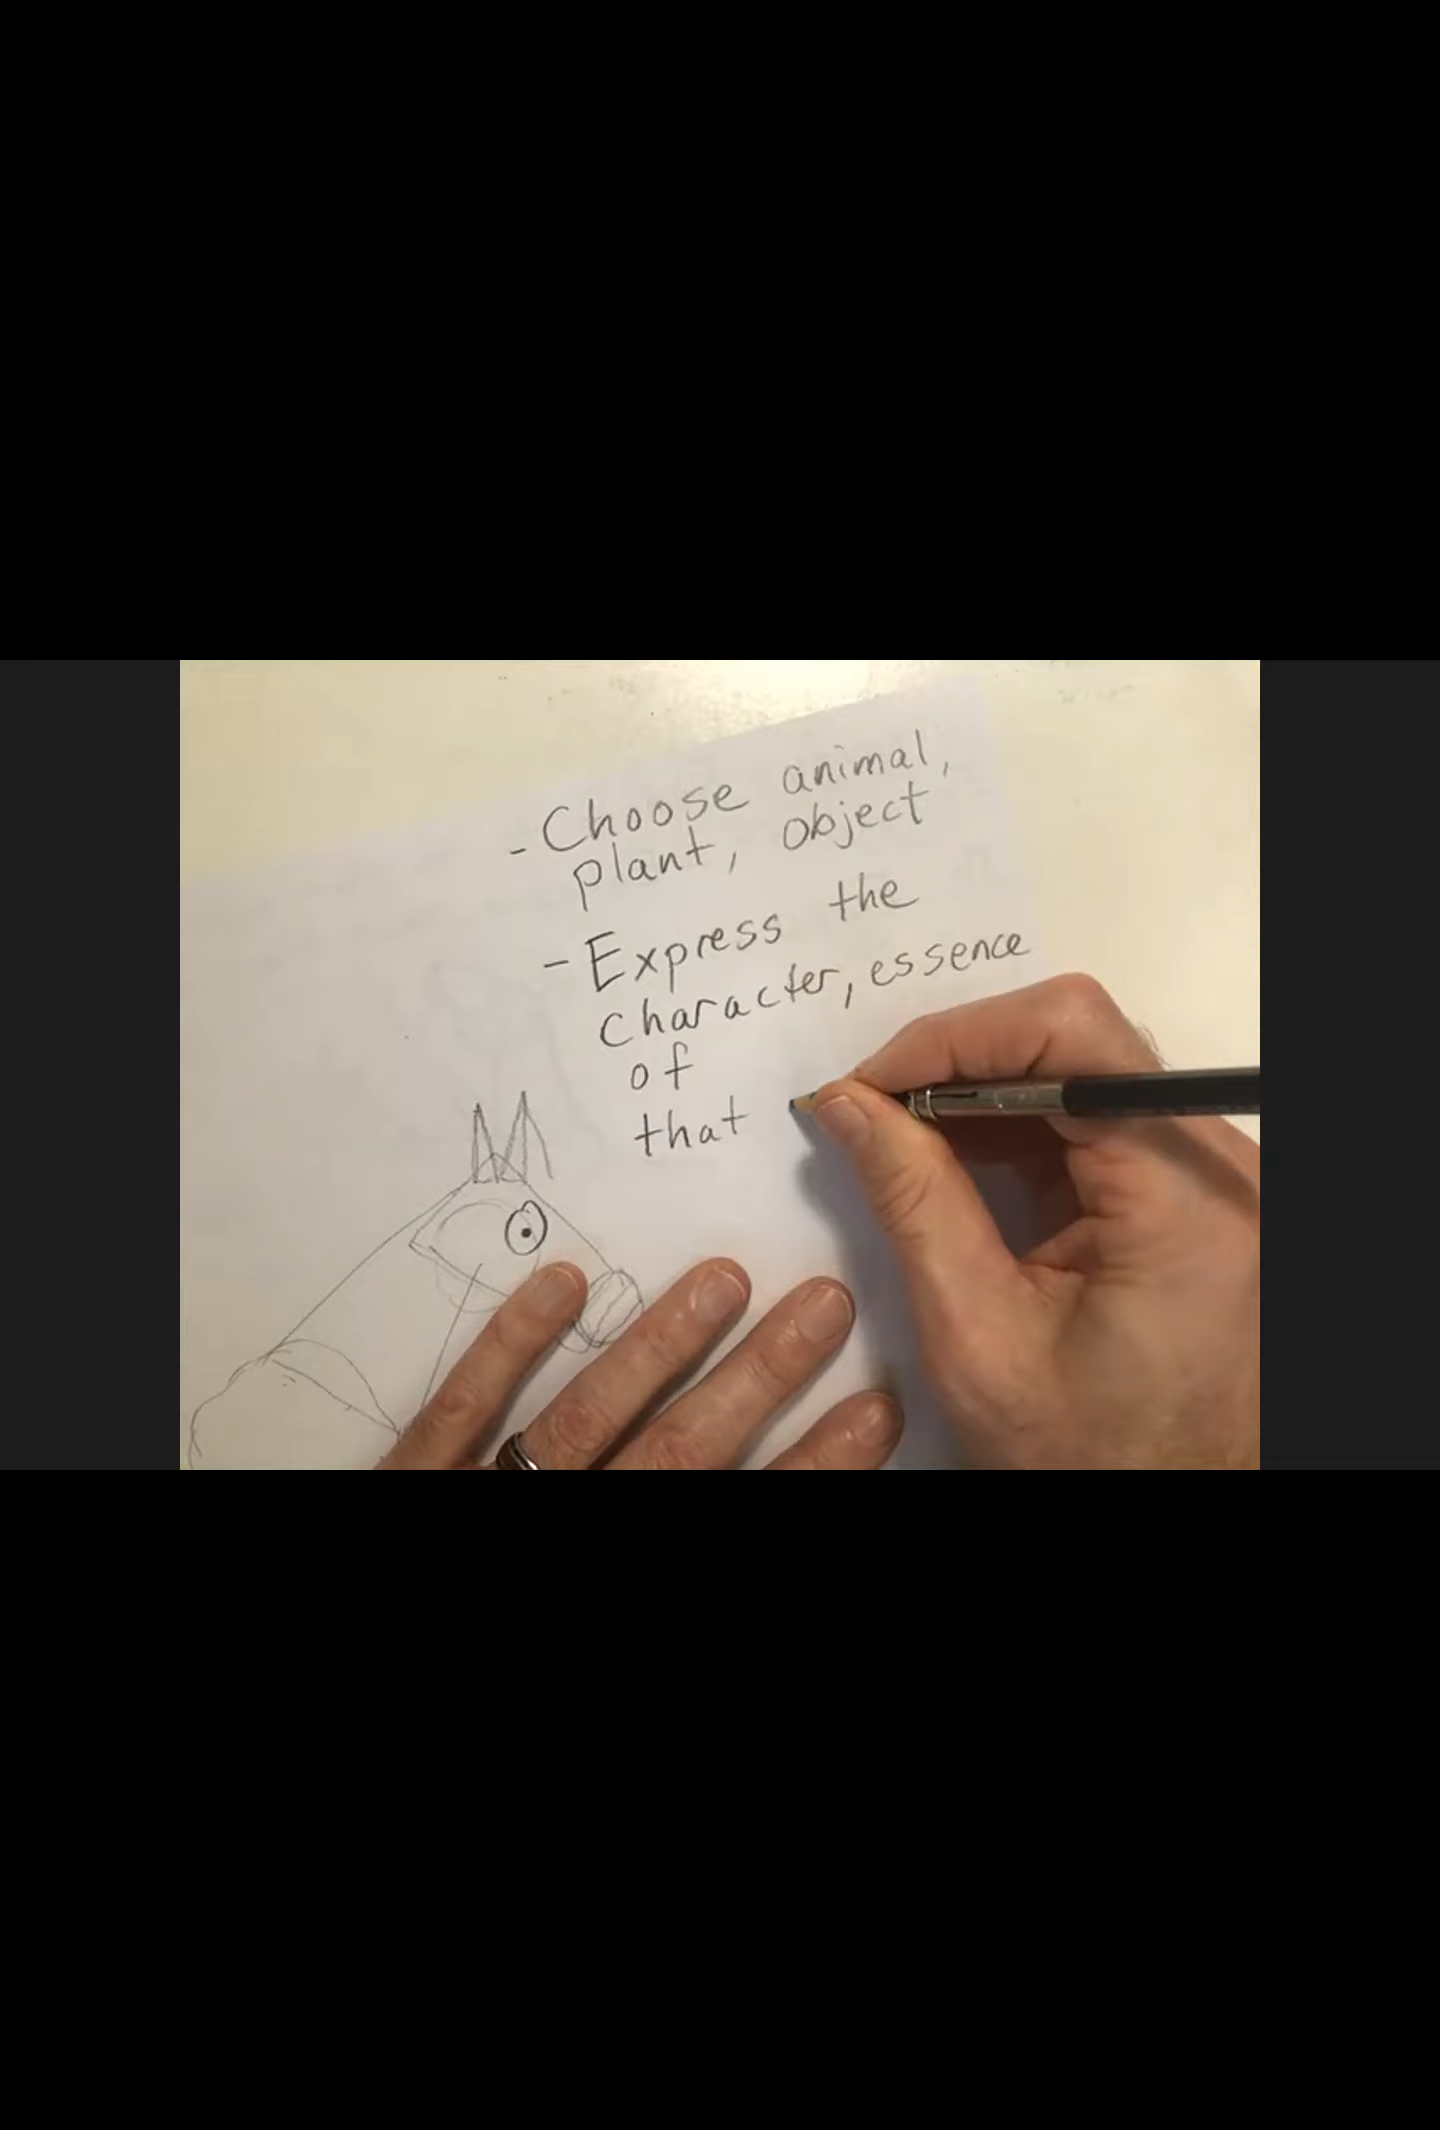 - Choose animal,
plant, object
- Express the
character, essence
of
that